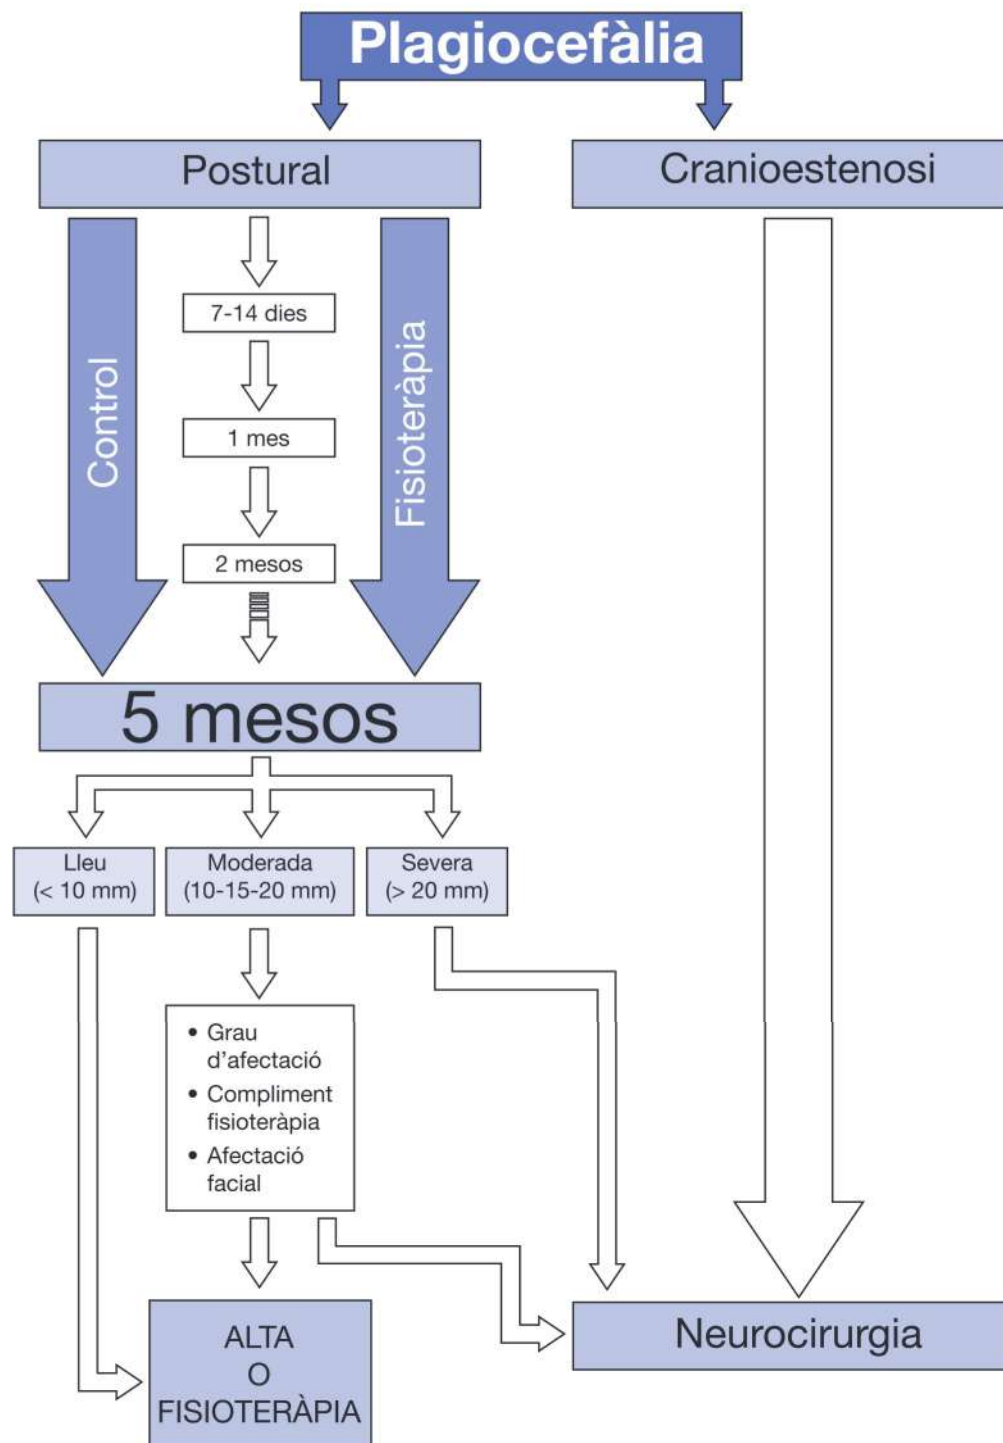 Plagiocefàlia
Postural
Cranioestenosi
Control
7-14 dies
1 mes
2 mesos
Fisioteràpia
5 mesos
Lleu
(< 10 mm)
Moderada
(10-15-20 mm)
Severa
(> 20 mm)
• Grau
d'afectació
• Compliment
fisioteràpia
• Afectació
facial
ALTA
O
FISIOTERÀPIA
Neurocirurgia